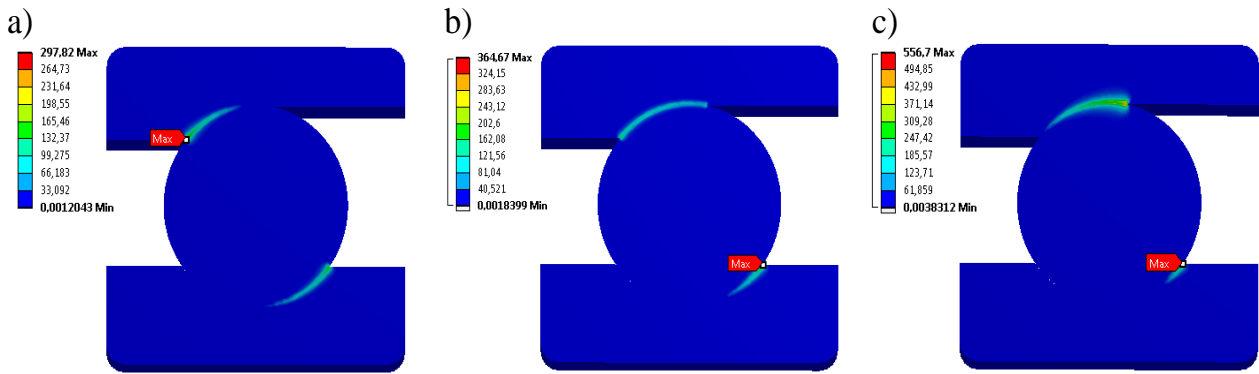 a)
297,82 Max
264,73
231,64
198,55
165,46
132,37
99,275
66,183
33,092
0,0012043 Min
Max
b)
364,67 Max
324,15
283,63
243,12
202,6
162,08
121,56
81,04
40,521
0,0018399 Min
Max
c)
556,7 Max
494,85
432,99
371,14
309,28
247,42
185,57
123,71
61,859
0,0038312 Min
Max